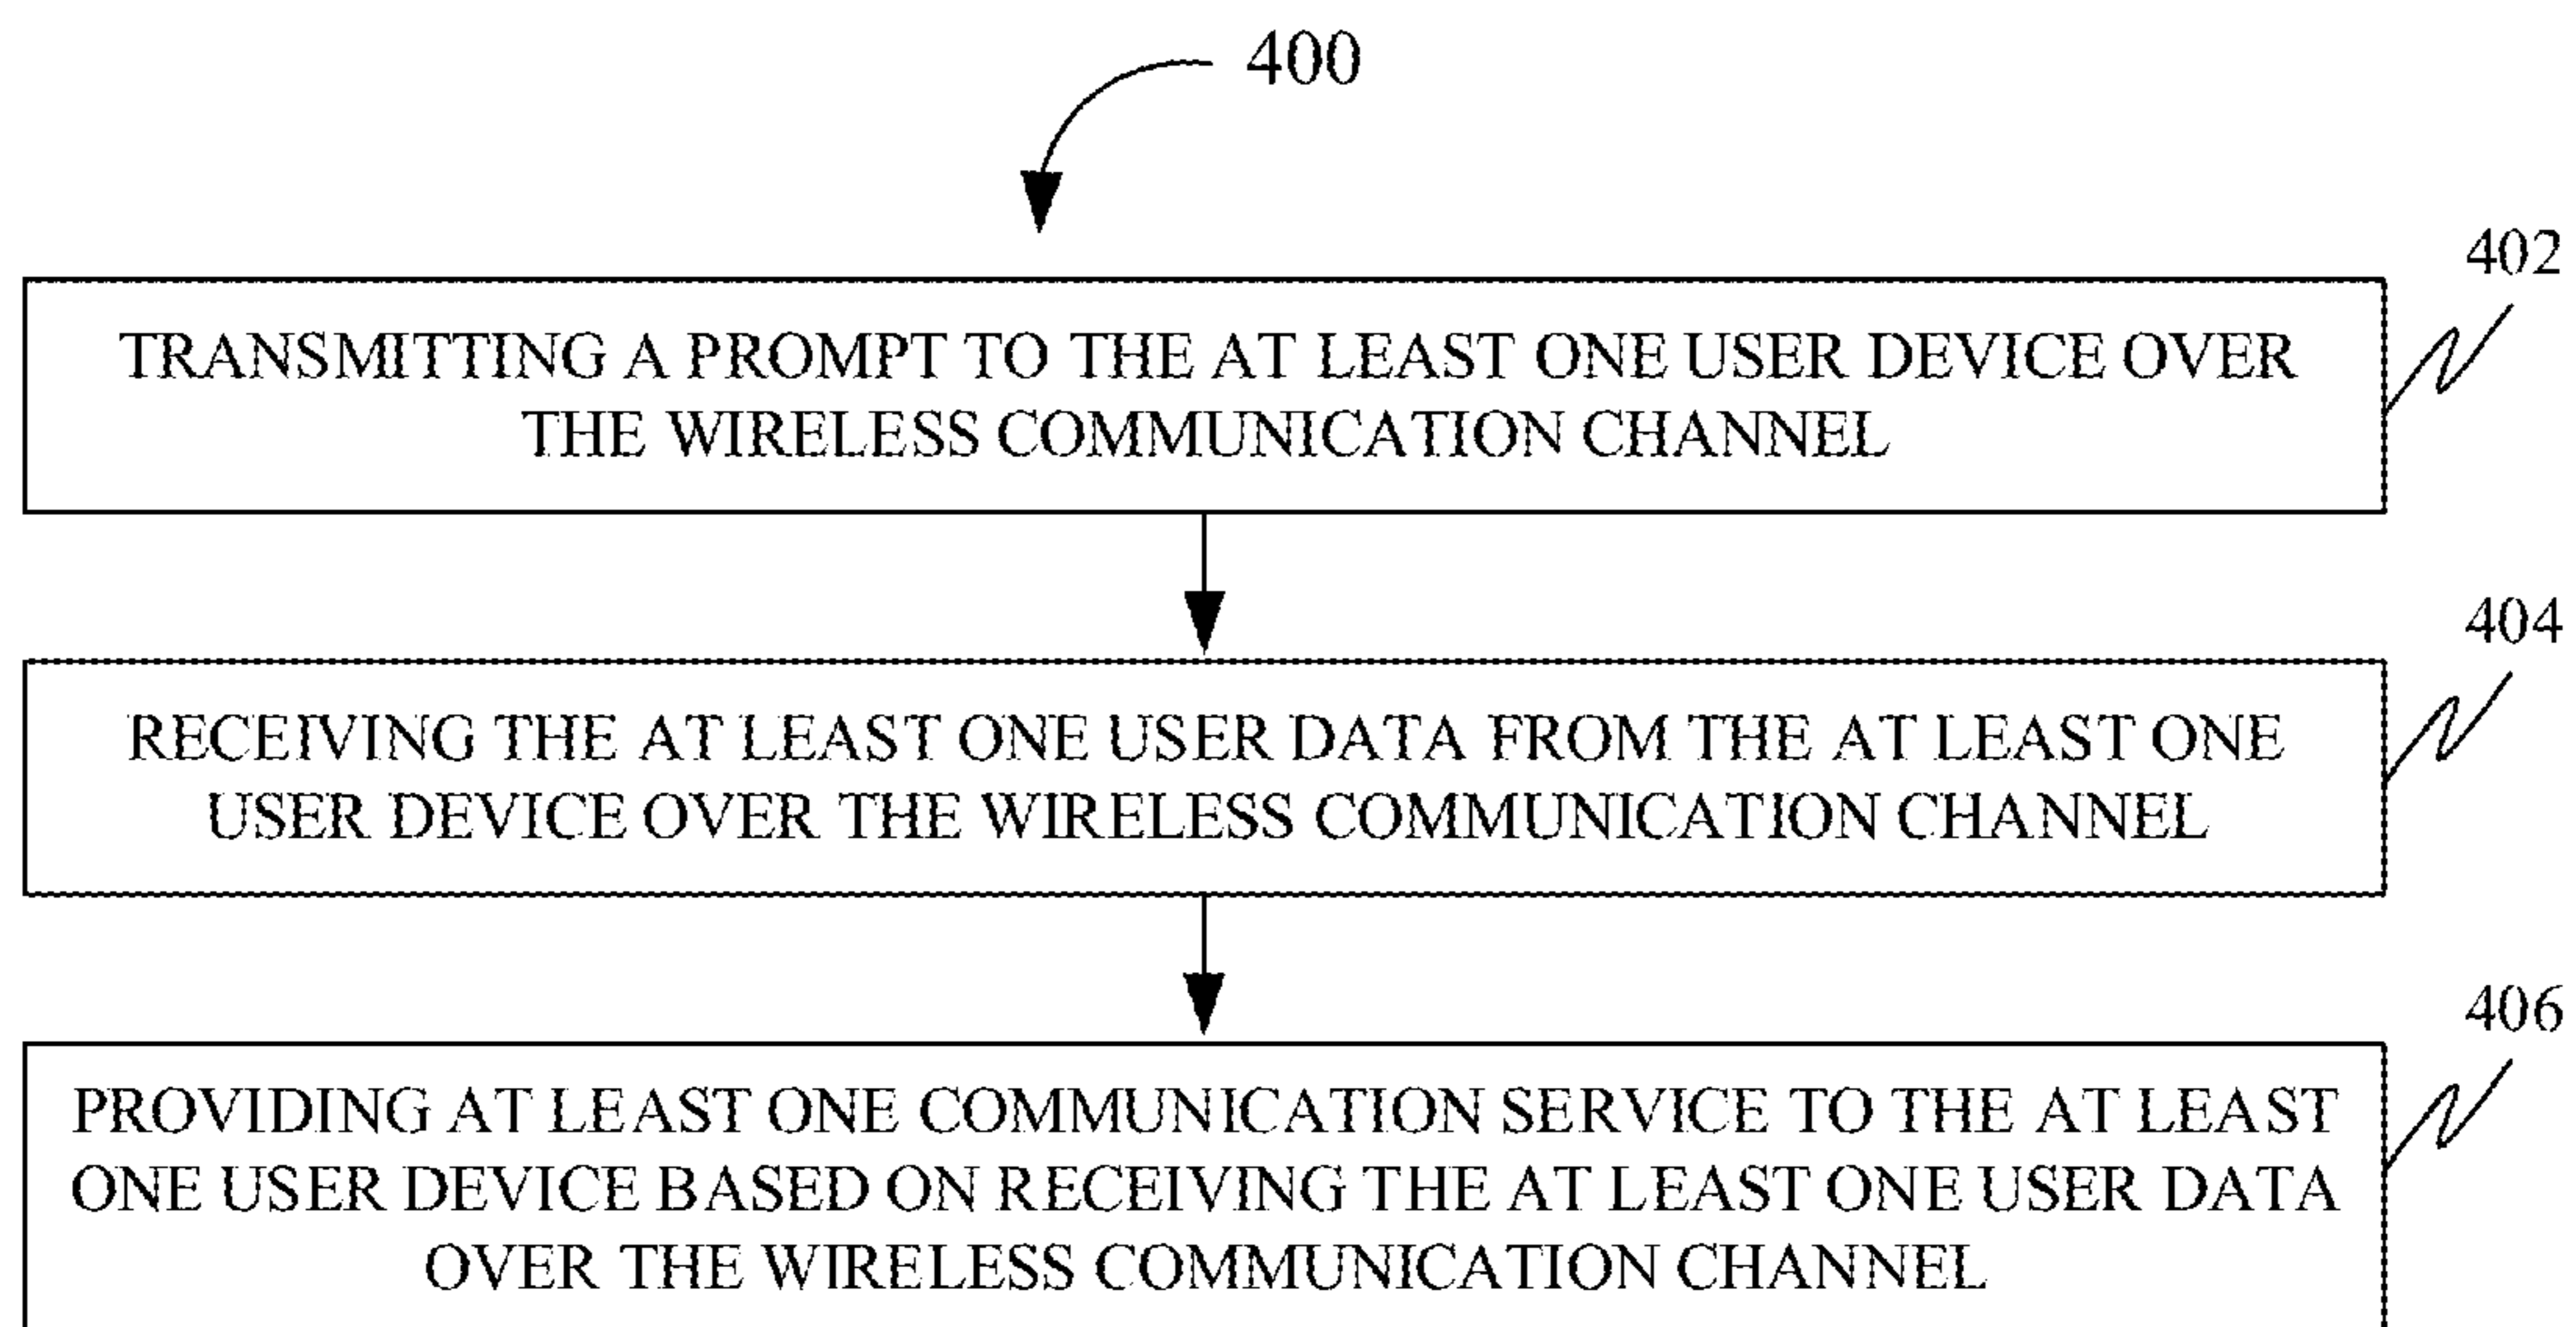 400
402
TRANSMITTING A PROMPT TO THE AT LEAST ONE USER DEVICE OVER
THE WIRELESS COMMUNICATION CHANNEL
404
RECEIVING THE AT LEAST ONE USER DATA FROM THE AT LEAST ONE
USER DEVICE OVER THE WIRELESS COMMUNICATION CHANNEL
406
PROVIDING AT LEAST ONE COMMUNICATION SERVICE TO THE AT LEAST
ONE USER DEVICE BASED ON RECEIVING THE AT LEAST ONE USER DATA
OVER THE WIRELESS COMMUNICATION CHANNEL